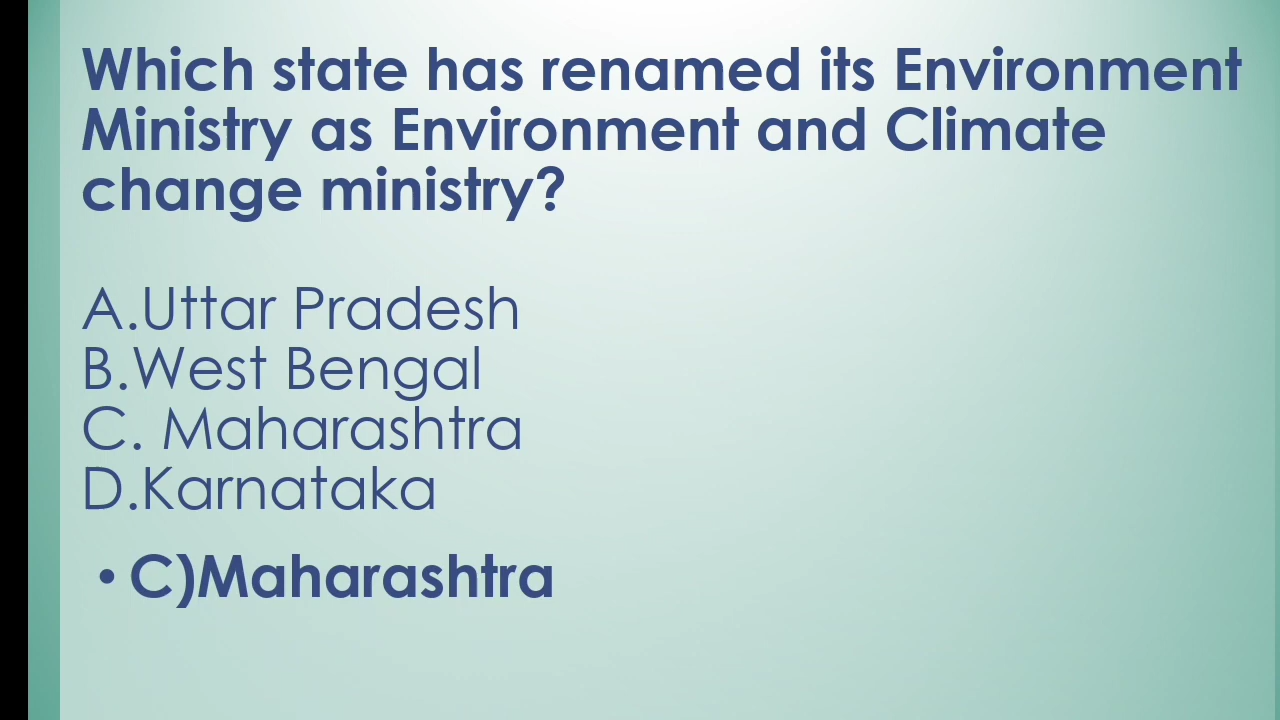 Which state has renamed its Environment
Ministry as Environment and Climate
change ministry?
A.Uttar Pradesh
B.West Bengal
C. Maharashtra
D.Karnataka
• C)Maharashtra